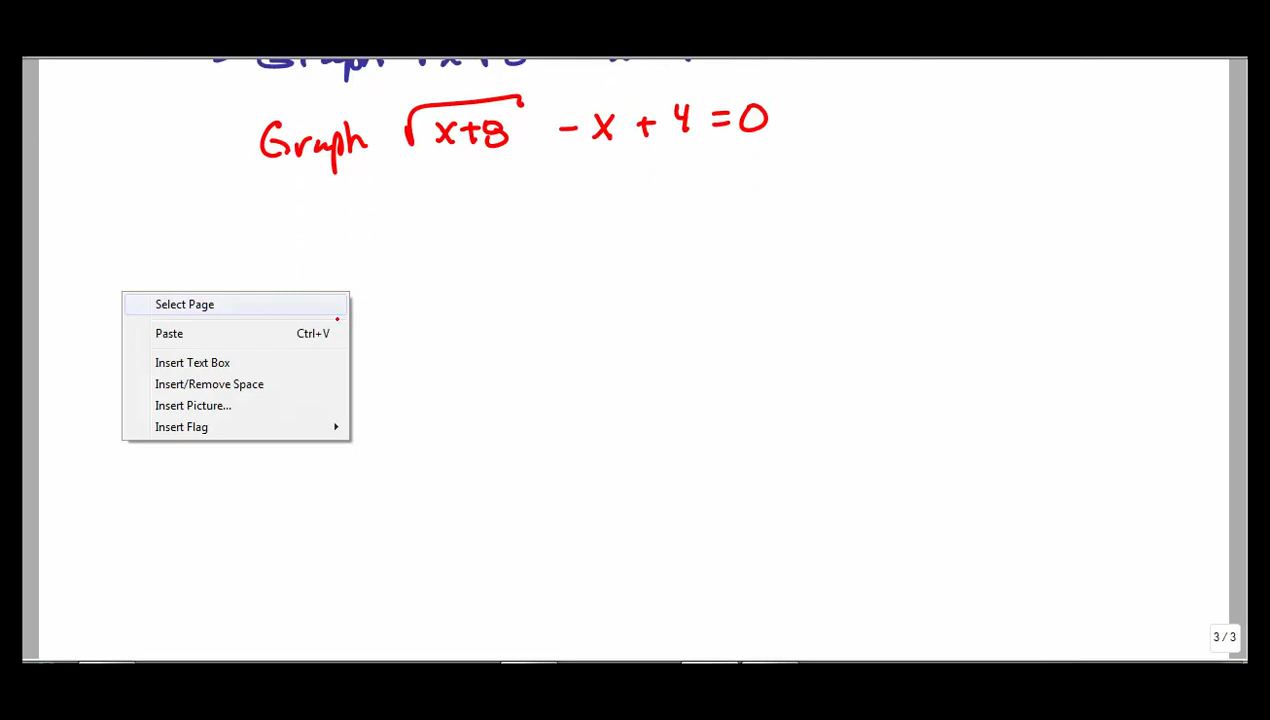 Graph √x+8 - x + 4 = 0
Select Page
Paste Ctrl+V
Insert Text Box
Insert/Remove Space
Insert Picture...
Insert Flag
3 / 3